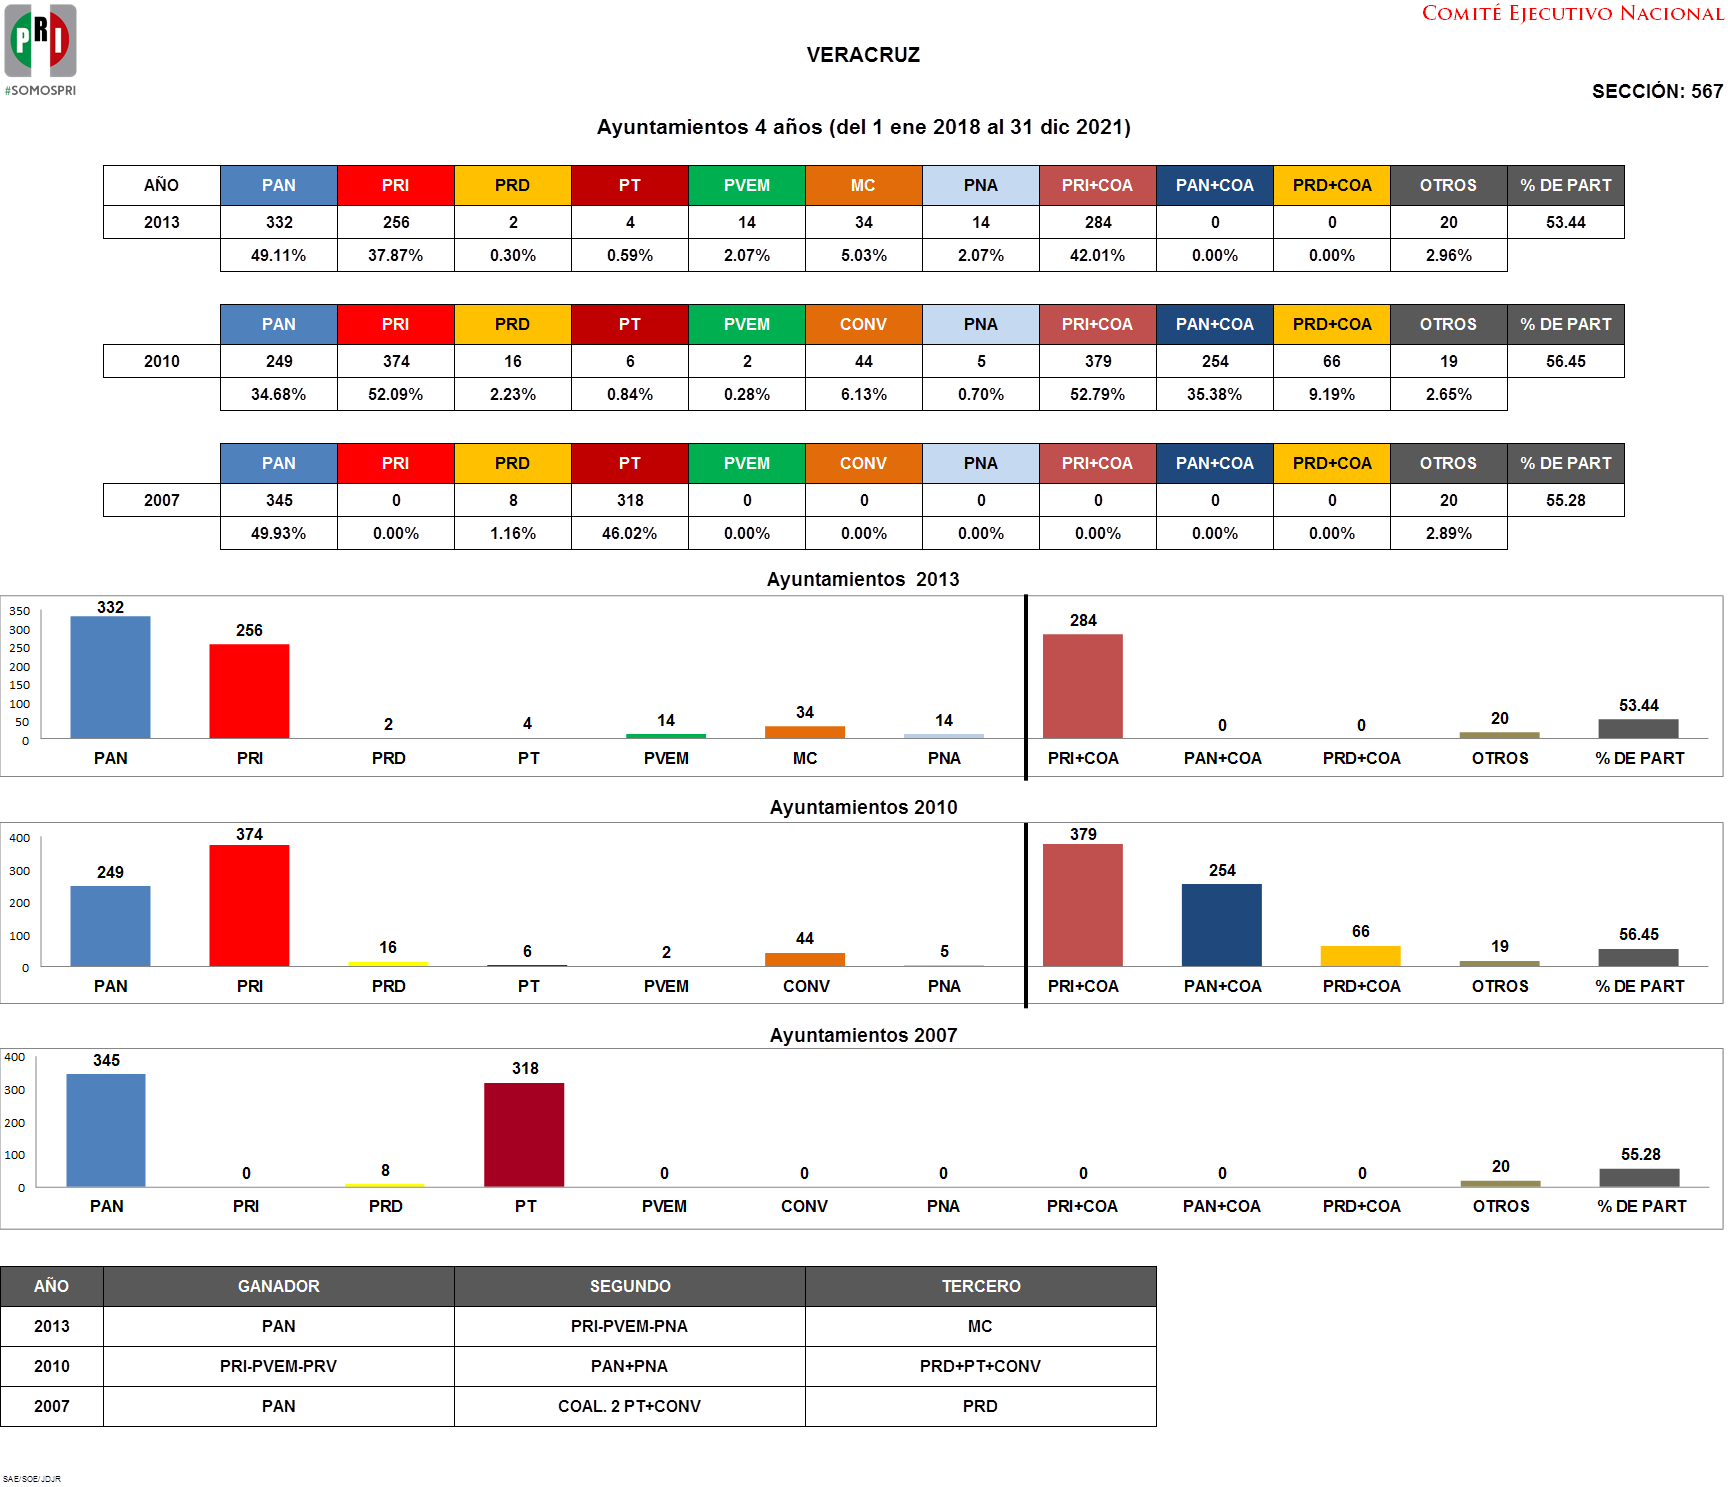 PRI
#SOMOSPRI
COMITÉ EJECUTIVO NACIONAL
VERACRUZ
SECCIÓN: 567
Ayuntamientos 4 años (del 1 ene 2018 al 31 dic 2021)
AÑO PAN PRI PRD PT PVEM MC PNA PRI+COA PAN+COA PRD+COA OTROS % DE PART
2013 332 256 2 4 14 34 14 284 0 0 20 53.44
49.11% 37.87% 0.30% 0.59% 2.07% 5.03% 2.07% 42.01% 0.00% 0.00% 2.96%
PAN PRI PRD PT PVEM CONV PNA PRI+COA PAN+COA PRD+COA OTROS % DE PART
2010 249 374 16 6 2 44 5 379 254 66 19 56.45
34.68% 52.09% 2.23% 0.84% 0.28% 6.13% 0.70% 52.79% 35.38% 9.19% 2.65%
PAN PRI PRD PT PVEM CONV PNA PRI+COA PAN+COA PRD+COA OTROS % DE PART
2007 345 0 8 318 0 0 0 0 0 0 20 55.28
49.93% 0.00% 1.16% 46.02% 0.00% 0.00% 0.00% 0.00% 0.00% 0.00% 2.89%
Ayuntamientos 2013
350
300
250
200
150
100
50
0
332 256 2 4 14 34 14 284 0 0 20 53.44
PAN PRI PRD PT PVEM MC PNA PRI+COA PAN+COA PRD+COA OTROS % DE PART
Ayuntamientos 2010
400
300
200
100
0
249 374 16 6 2 44 5 379 254 66 19 56.45
PAN PRI PRD PT PVEM CONV PNA PRI+COA PAN+COA PRD+COA OTROS % DE PART
Ayuntamientos 2007
400
300
200
100
0
345 0 8 318 0 0 0 0 0 0 20 55.28
PAN PRI PRD PT PVEM CONV PNA PRI+COA PAN+COA PRD+COA OTROS % DE PART
AÑO GANADOR SEGUNDO TERCERO
2013 PAN PRI-PVEM-PNA MC
2010 PRI-PVEM-PRV PAN+PNA PRD+PT+CONV
2007 PAN COAL. 2 PT+CONV PRD
SAE/SOE/JDJR